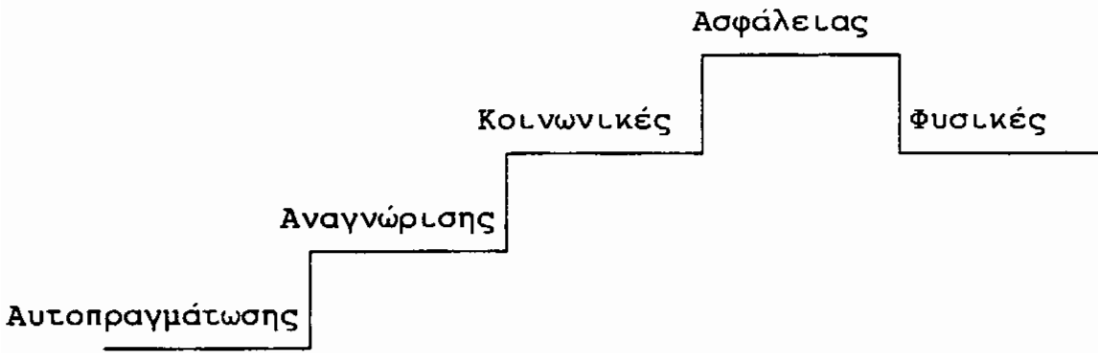 Ασφάλειας
Κοινωνικές
Φυσικές
Αναγνώρισης
Αυτοπραγμάτωσης